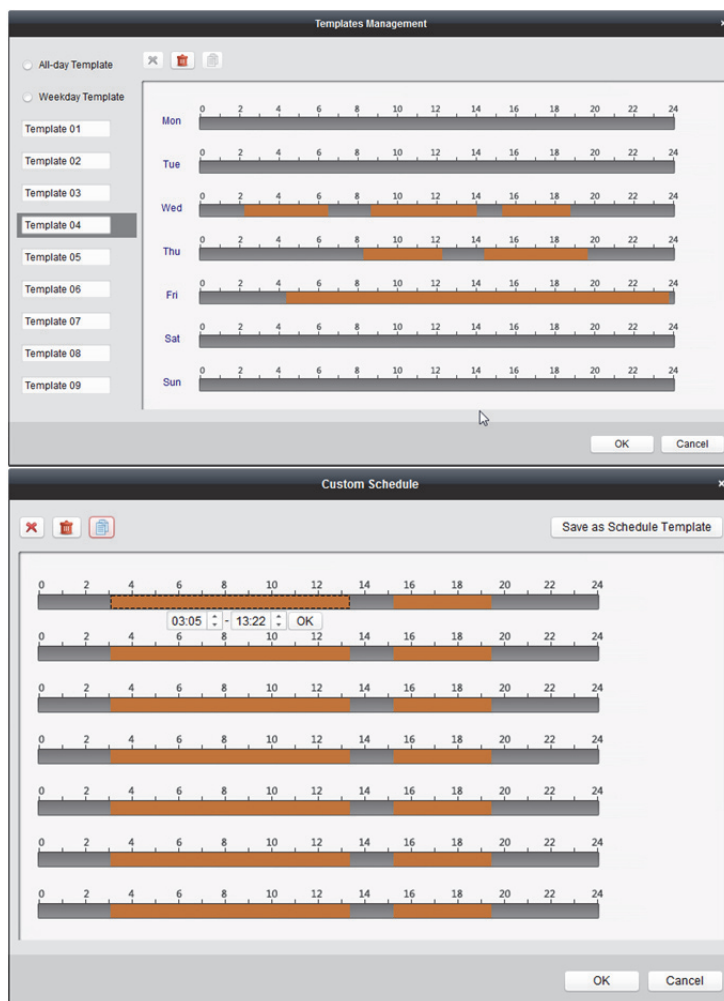 Templates Management
×
All-day Template
Weekday Template
Template 01
Template 02
Template 03
Template 04
Template 05
Template 06
Template 07
Template 08
Template 09
0 2 4 6 8 10 12 14 16 18 20 22 24
Mon
0 2 4 6 8 10 12 14 16 18 20 22 24
Tue
0 2 4 6 8 10 12 14 16 18 20 22 24
Wed
0 2 4 6 8 10 12 14 16 18 20 22 24
Thu
0 2 4 6 8 10 12 14 16 18 20 22 24
Fri
0 2 4 6 8 10 12 14 16 18 20 22 24
Sat
0 2 4 6 8 10 12 14 16 18 20 22 24
Sun
OK Cancel
Custom Schedule
×
Save as Schedule Template
0 2 4 6 8 10 12 14 16 18 20 22 24
03:05 - 13:22 OK
0 2 4 6 8 10 12 14 16 18 20 22 24
0 2 4 6 8 10 12 14 16 18 20 22 24
0 2 4 6 8 10 12 14 16 18 20 22 24
0 2 4 6 8 10 12 14 16 18 20 22 24
0 2 4 6 8 10 12 14 16 18 20 22 24
0 2 4 6 8 10 12 14 16 18 20 22 24
OK Cancel